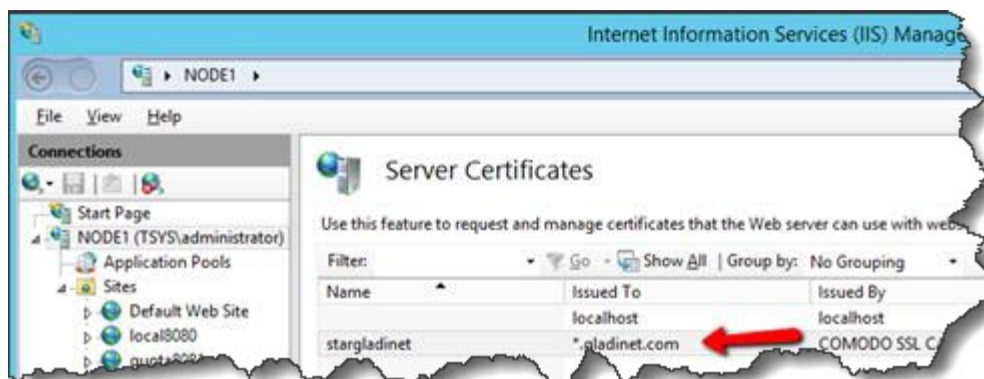 Internet Information Services (IIS) Manag
NODE1
File View Help
Connections
Start Page
NODE1 (TSYS\administrator)
Application Pools
Sites
Default Web Site
local8080
Server Certificates
Use this feature to request and manage certificates that the Web server can use with
Filter: Go Show All Group by: No Grouping
Name Issued To Issued By
localhost localhost
stargladinet *.gladinet.com COMODO SSL